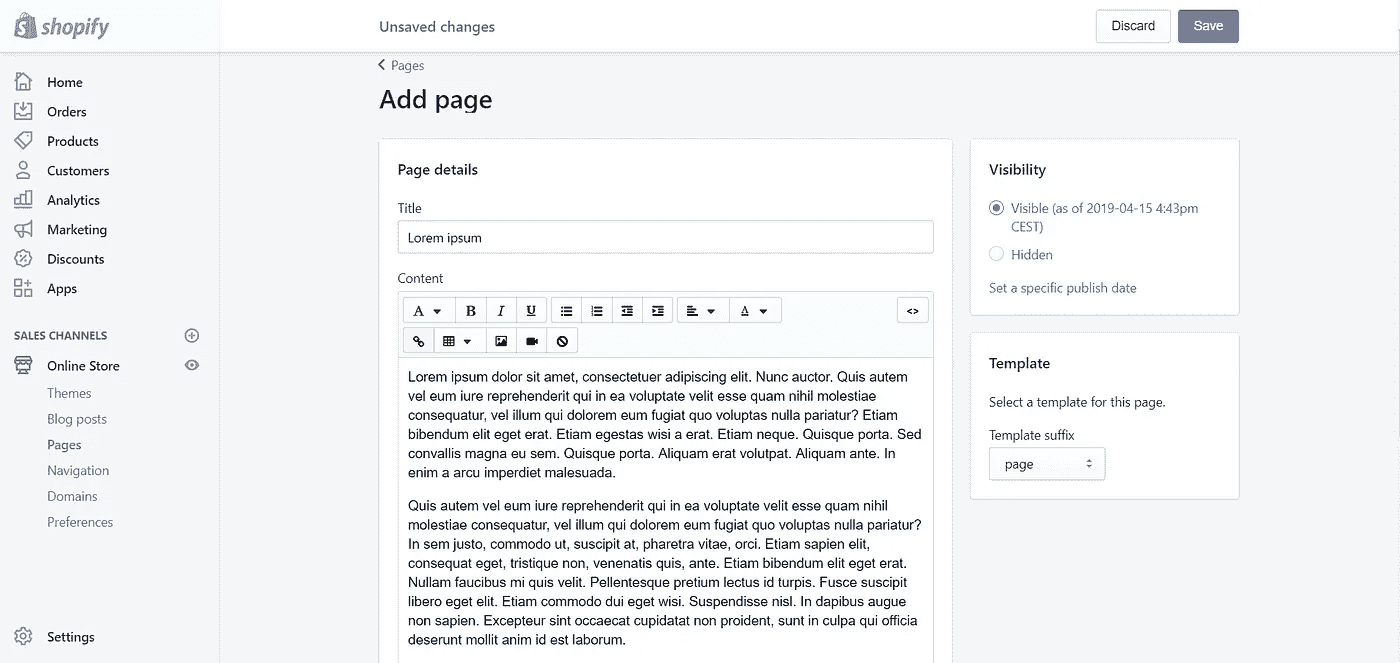 shopify
Unsaved changes
Discard
Save
Home
Orders
Products
Customers
Analytics
Marketing
Discounts
Apps
SALES CHANNELS
Online Store
Themes
Blog posts
Pages
Navigation
Domains
Preferences
Settings
Pages
Add page
Page details
Title
Lorem ipsum
Content
A
B
I
U
A
<>
Lorem ipsum dolor sit amet, consectetuer adipiscing elit. Nunc auctor. Quis autem
vel eum iure reprehenderit qui in ea voluptate velit esse quam nihil molestiae
consequatur, vel illum qui dolorem eum fugiat quo voluptas nulla pariatur? Etiam
bibendum elit eget erat. Etiam egestas wisi a erat. Etiam neque. Quisque porta. Sed
convallis magna eu sem. Quisque porta. Aliquam erat volutpat. Aliquam ante. In
enim a arcu imperdiet malesuada.
Quis autem vel eum iure reprehenderit qui in ea voluptate velit esse quam nihil
molestiae consequatur, vel illum qui dolorem eum fugiat quo voluptas nulla pariatur?
In sem justo, commodo ut, suscipit at, pharetra vitae, orci. Etiam sapien elit,
consequat eget, tristique non, venenatis quis, ante. Etiam bibendum elit eget erat.
Nullam faucibus mi quis velit. Pellentesque pretium lectus id turpis. Fusce suscipit
libero eget elit. Etiam commodo dui eget wisi. Suspendisse nisl. In dapibus augue
non sapien. Excepteur sint occaecat cupidatat non proident, sunt in culpa qui officia
deserunt mollit anim id est laborum.
Visibility
Visible (as of 2019-04-15 4:43pm
CEST)
Hidden
Set a specific publish date
Template
Select a template for this page.
Template suffix
page